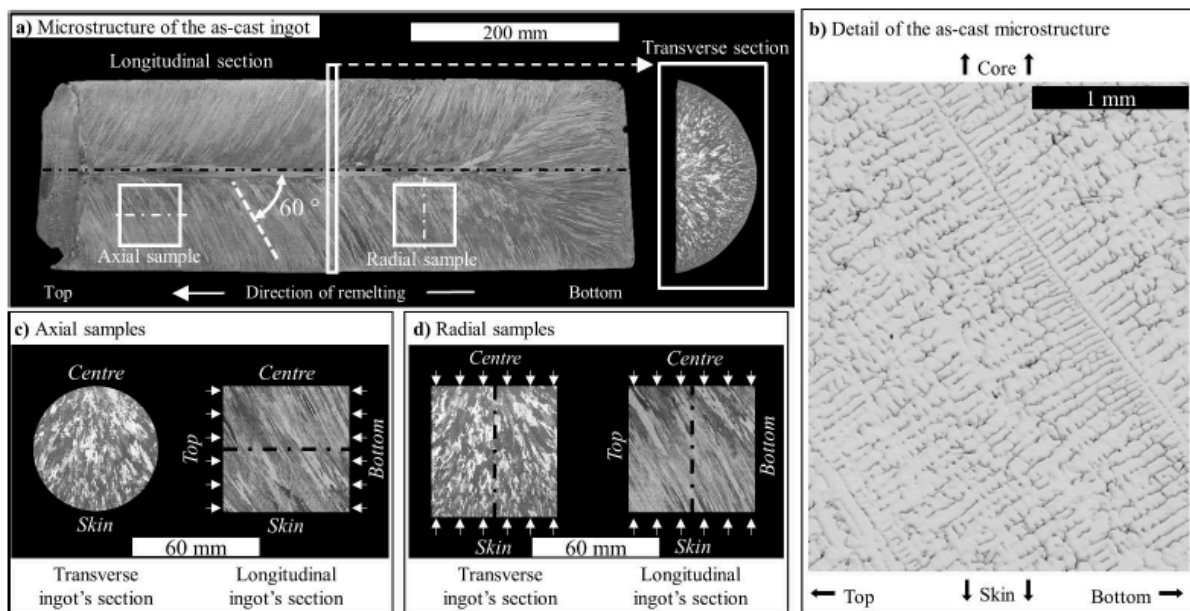 a) Microstructure of the as-cast ingot
200 mm
Longitudinal section
Transverse section
60 °
Axial sample
Radial sample
Top
Direction of remelting
Bottom
b) Detail of the as-cast microstructure
Core
1 mm
Top
Skin
Bottom
c) Axial samples
Centre
Centre
Top
Bottom
Skin
Skin
60 mm
Transverse
ingot's section
Longitudinal
ingot's section
d) Radial samples
Centre
Centre
Top
Bottom
Skin
Skin
60 mm
Transverse
ingot's section
Longitudinal
ingot's section